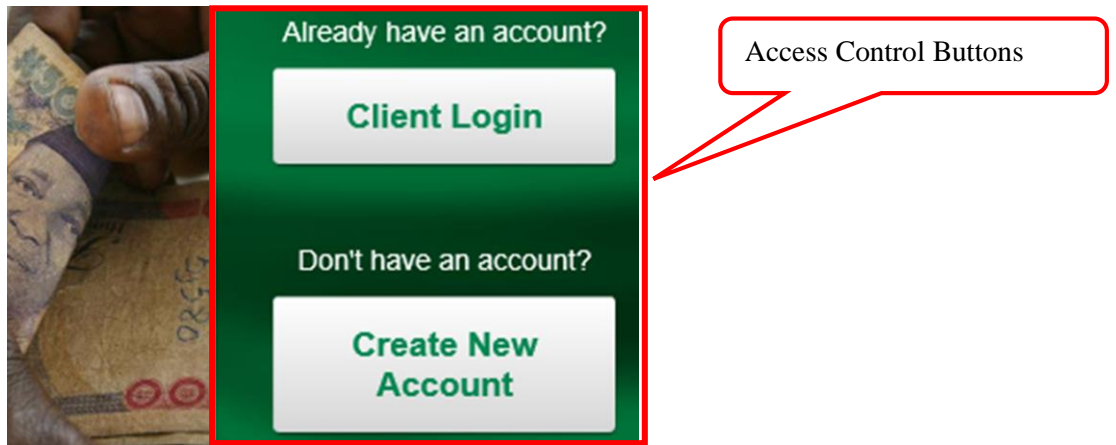 Already have an account?
Client Login
Don't have an account?
Create New
Account
Access Control Buttons